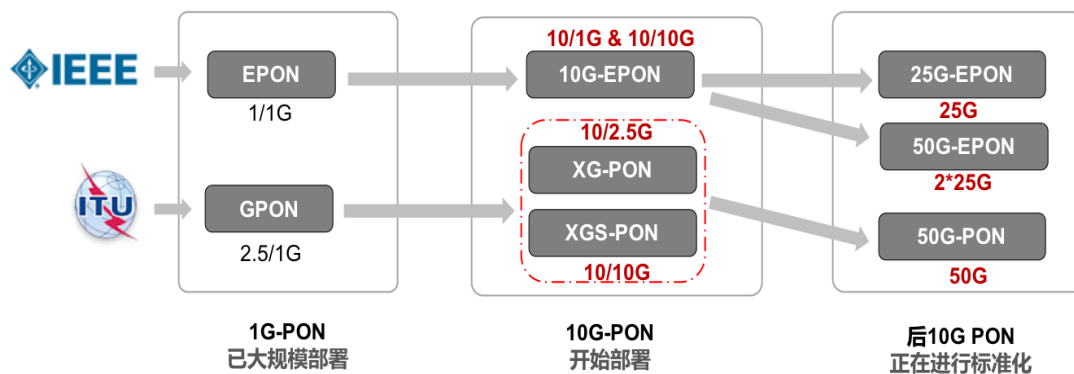 IEEE
EPON
1/1G
10/1G & 10/10G
10G-EPON
25G-EPON
25G
50G-EPON
2*25G
ITU
GPON
2.5/1G
10/2.5G
XG-PON
XGS-PON
10/10G
50G-PON
50G
1G-PON
已大规模部署
10G-PON
开始部署
后10G PON
正在进行标准化